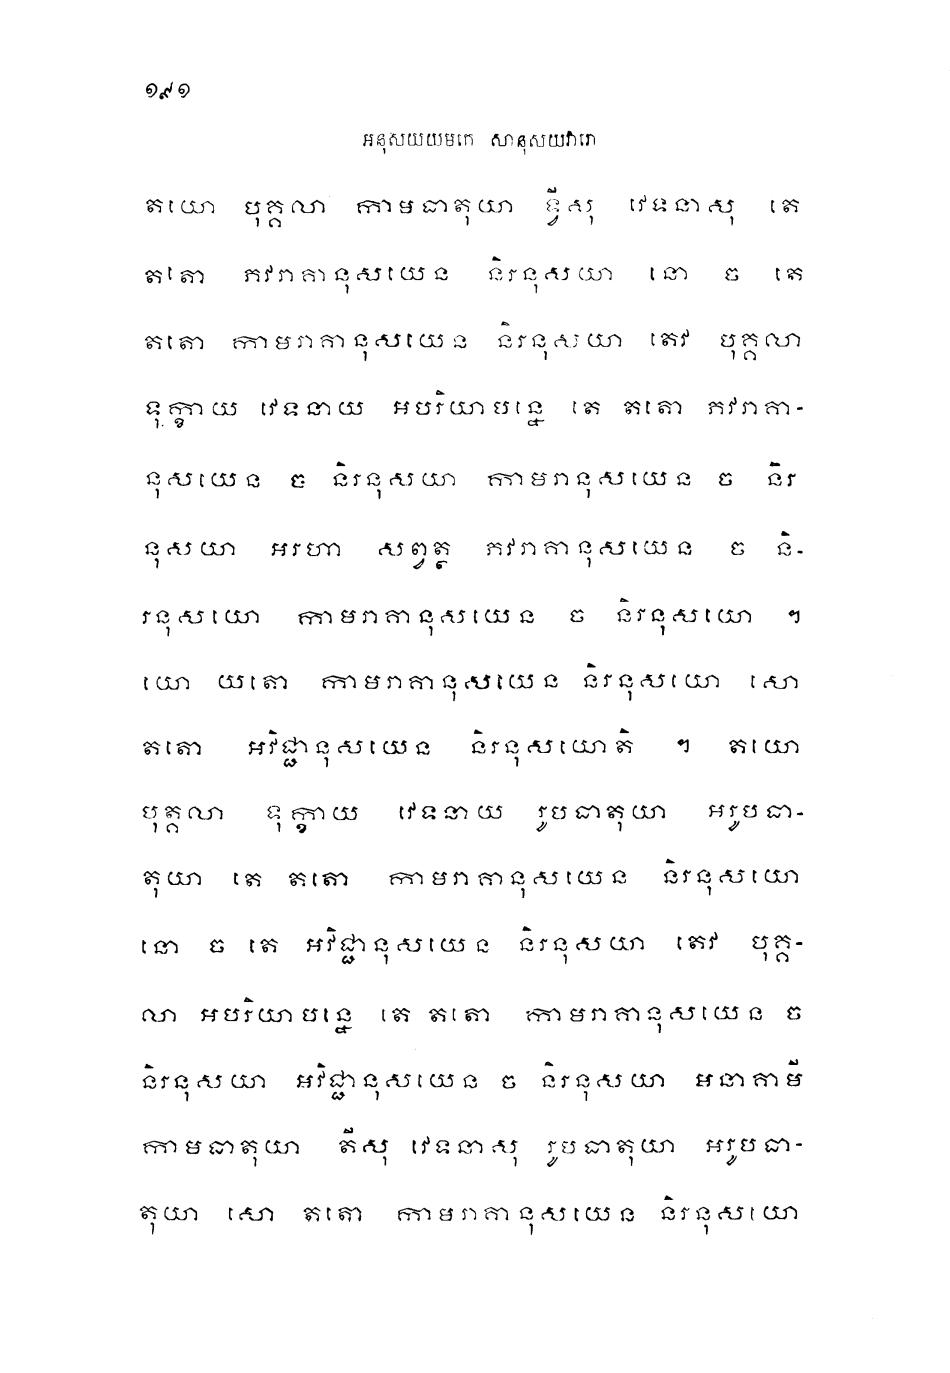 ១៩១
អនុសយយមកេ សានុសយវារោ
តយោ បុគ្គលា កាមធាតុយា ទ្វីសុ វេទនាសុ តេ
តតោ ភវរាគានុសយេន និរនុសយា នោ ច តេ
តតោ កាមរាគានុសយេន និរនុសយា តេវ បុគ្គលា
ទុក្ខាយ វេទនាយ អបរិយាបន្នេ តេ តតោ ភវរាគា-
នុសយេន ច និរនុសយា កាមរានុសយេន ច និរ
នុសយា អរហា សព្វត្ថ ភវរាគានុសយេន ច និ-
រនុសយោ កាមរាគានុសយេន ច និរនុសយោ ។
យោ យតោ កាមរាគានុសយេន និរនុសយោ សោ
តតោ អវិជ្ជានុសយេន និរនុសយោតិ ។ តយោ
បុគ្គលា ទុក្ខាយ វេទនាយ រូបធាតុយា អរូបធា-
តុយា តេ តតោ កាមរាគានុសយេន និរនុសយោ
នោ ច តេ អវិជ្ជានុសយេន និរនុសយា តេវ បុគ្គ-
លា អបរិយាបន្នេ តេ តតោ កាមរាគានុសយេន ច
និរនុសយា អវិជ្ជានុសយេន ច និរនុសយា អនាគាមី
កាមធាតុយា តីសុ វេទនាសុ រូបធាតុយា អរូបធា-
តុយា សោ តតោ កាមរាគានុសយេន និរនុសយោ